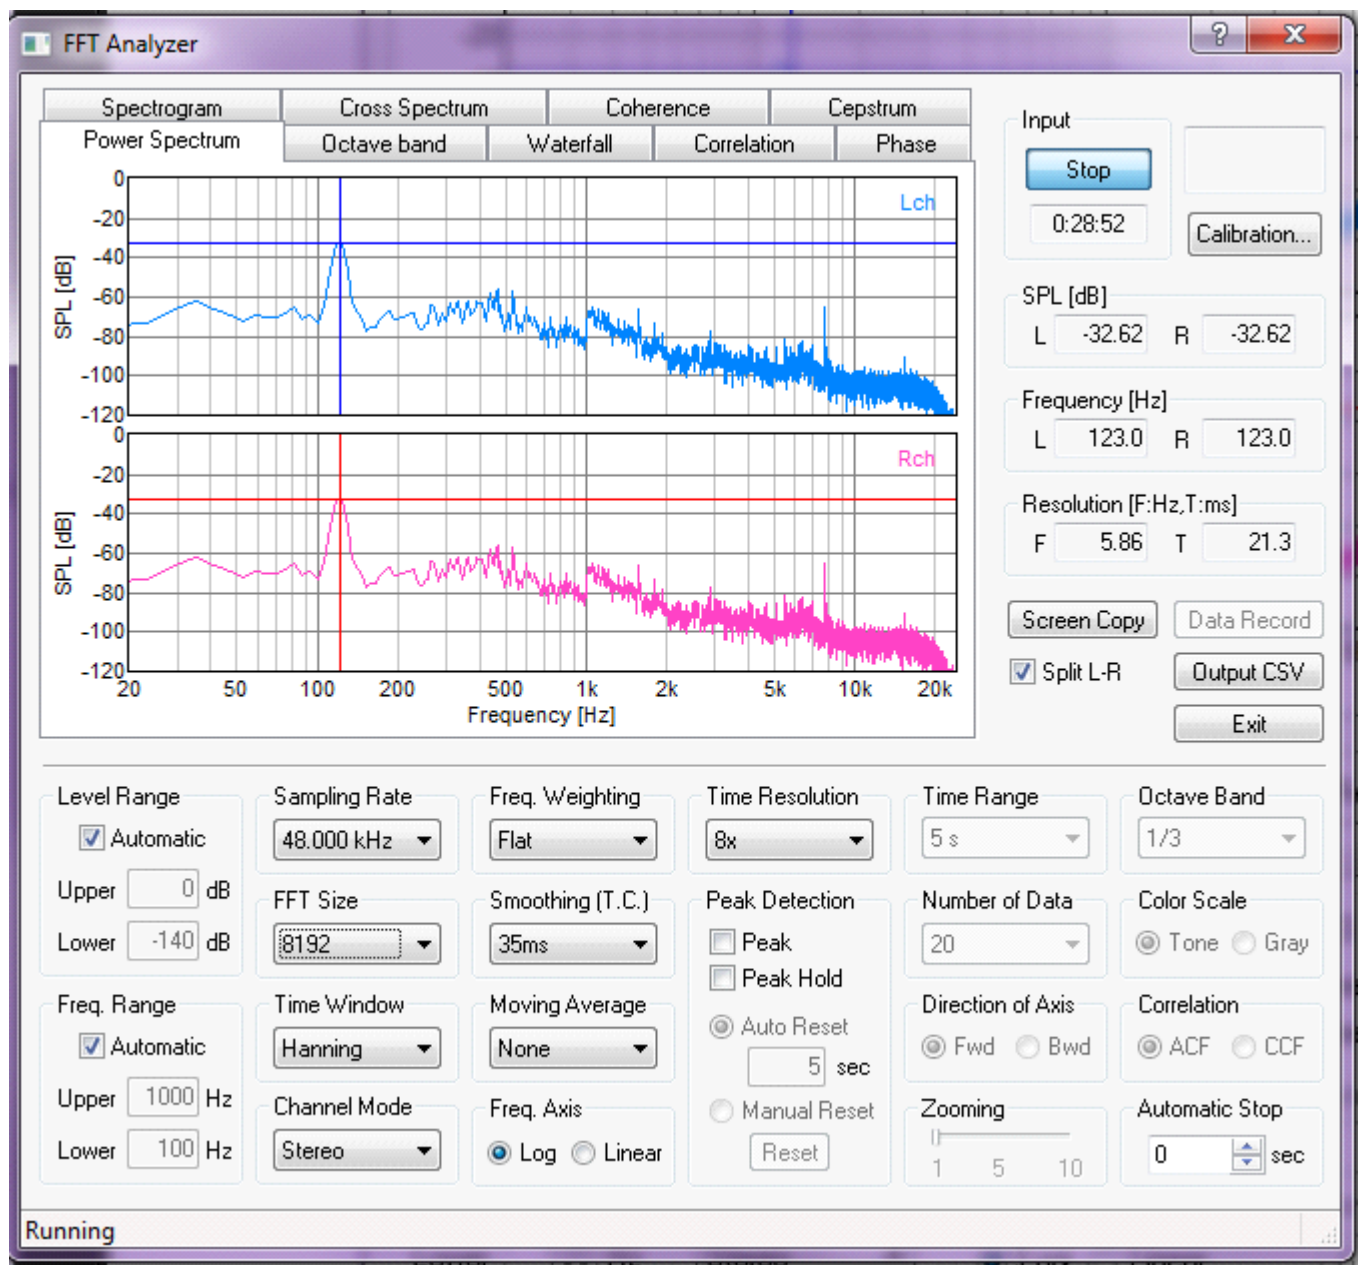 FFT Analyzer
Spectrogram Cross Spectrum Coherence Cepstrum
Power Spectrum Octave band Waterfall Correlation Phase
0
-20
-40
-60
-80
-100
-120
SPL [dB]
Lch
0
-20
-40
-60
-80
-100
-120
SPL [dB]
Rch
20 50 100 200 500 1k 2k 5k 10k 20k
Frequency [Hz]
Input
Stop
0:28:52
Calibration...
SPL [dB]
L -32.62 R -32.62
Frequency [Hz]
L 123.0 R 123.0
Resolution [F:Hz,T:ms]
F 5.86 T 21.3
Screen Copy Data Record
Split L-R Output CSV
Exit
Level Range
Automatic
Upper 0 dB
Lower -140 dB
Freq. Range
Automatic
Upper 1000 Hz
Lower 100 Hz
Sampling Rate
48.000 kHz
FFT Size
8192
Time Window
Hanning
Channel Mode
Stereo
Freq. Weighting
Flat
Smoothing (T.C.)
35ms
Moving Average
None
Freq. Axis
Log Linear
Time Resolution
8x
Peak Detection
Peak
Peak Hold
Auto Reset
5 sec
Manual Reset
Reset
Time Range
5 s
Number of Data
20
Direction of Axis
Fwd Bwd
Zooming
1 5 10
Octave Band
1/3
Color Scale
Tone Gray
Correlation
ACF CCF
Automatic Stop
0 sec
Running